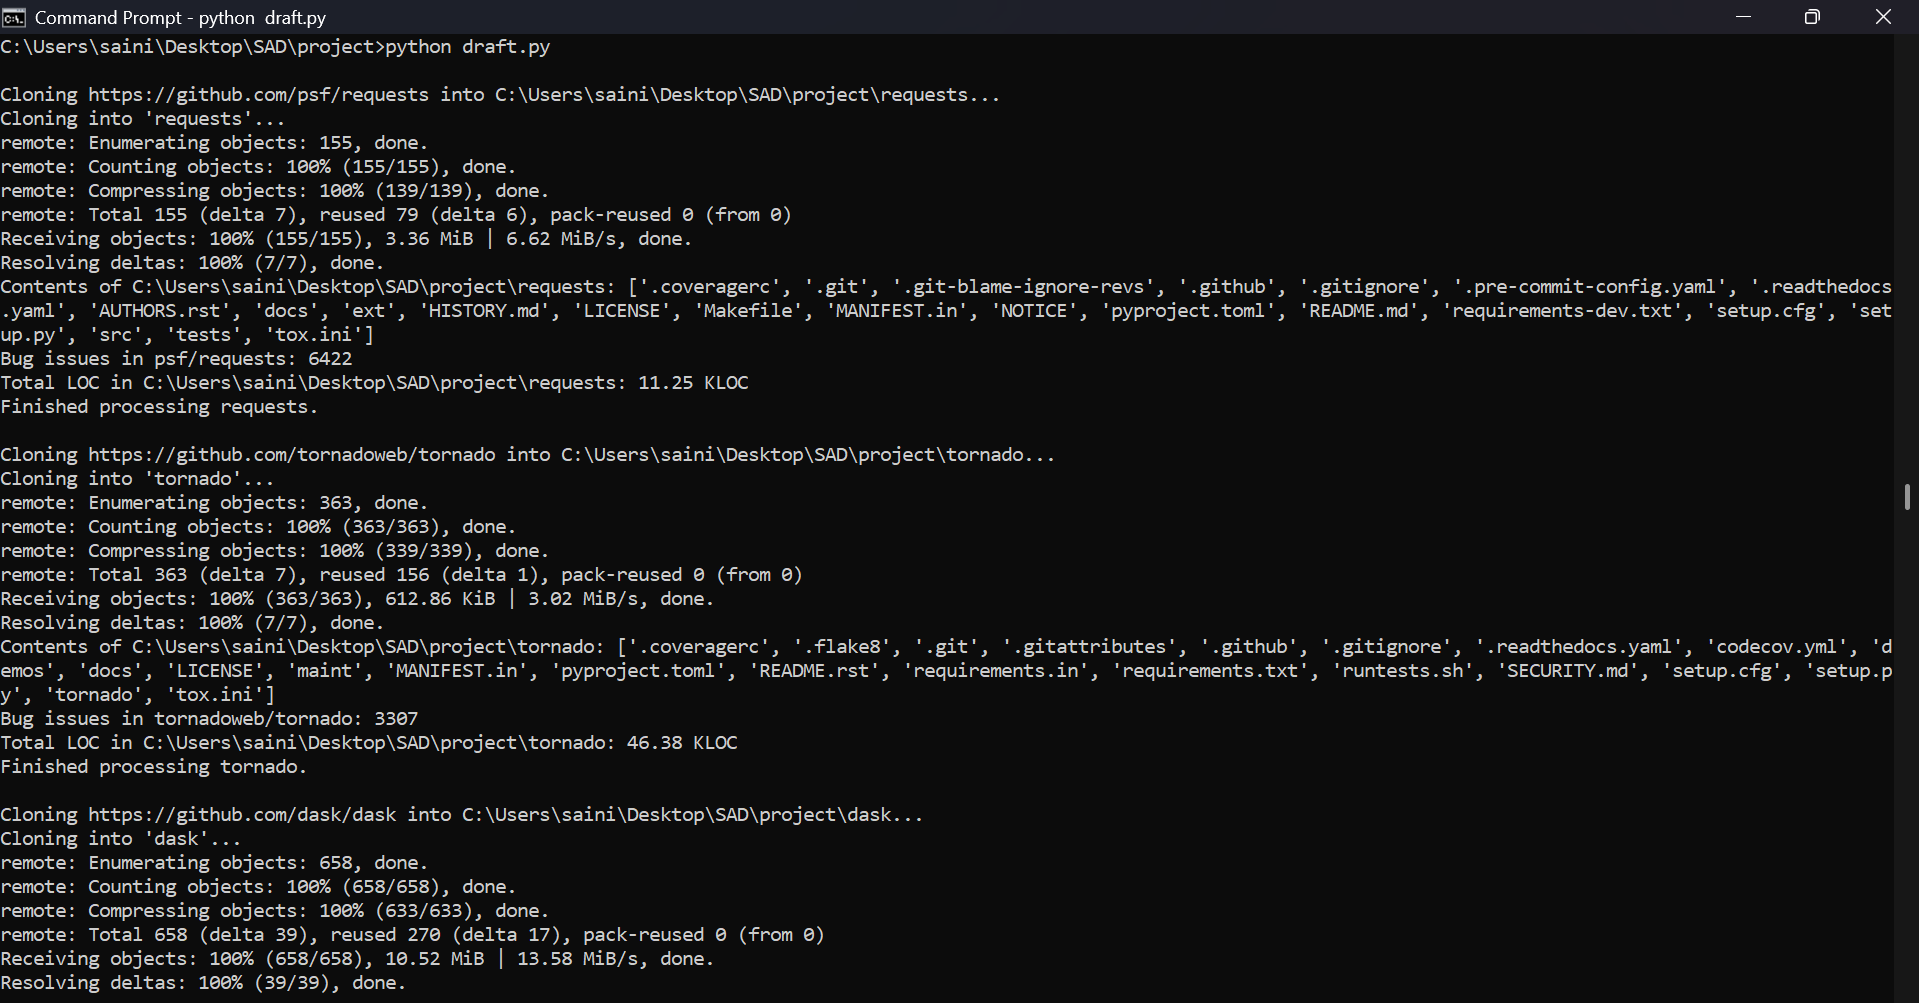 Command Prompt - python  draft.py
C:\Users\saini\Desktop\SAD\project>python draft.py
Cloning https://github.com/psf/requests into C:\Users\saini\Desktop\SAD\project\requests...
Cloning into 'requests'...
remote: Enumerating objects: 155, done.
remote: Counting objects: 100% (155/155), done.
remote: Compressing objects: 100% (139/139), done.
remote: Total 155 (delta 7), reused 79 (delta 6), pack-reused 0 (from 0)
Receiving objects: 100% (155/155), 3.36 MiB | 6.62 MiB/s, done.
Resolving deltas: 100% (7/7), done.
Contents of C:\Users\saini\Desktop\SAD\project\requests: ['.coveragerc', '.git', '.git-blame-ignore-revs', '.github', '.gitignore', '.pre-commit-config.yaml', '.readthedocs
.yaml', 'AUTHORS.rst', 'docs', 'ext', 'HISTORY.md', 'LICENSE', 'Makefile', 'MANIFEST.in', 'NOTICE', 'pyproject.toml', 'README.md', 'requirements-dev.txt', 'setup.cfg', 'set
up.py', 'src', 'tests', 'tox.ini']
Bug issues in psf/requests: 6422
Total LOC in C:\Users\saini\Desktop\SAD\project\requests: 11.25 KLOC
Finished processing requests.
Cloning https://github.com/tornadoweb/tornado into C:\Users\saini\Desktop\SAD\project\tornado...
Cloning into 'tornado'...
remote: Enumerating objects: 363, done.
remote: Counting objects: 100% (363/363), done.
remote: Compressing objects: 100% (339/339), done.
remote: Total 363 (delta 7), reused 156 (delta 1), pack-reused 0 (from 0)
Receiving objects: 100% (363/363), 612.86 KiB | 3.02 MiB/s, done.
Resolving deltas: 100% (7/7), done.
Contents of C:\Users\saini\Desktop\SAD\project\tornado: ['.coveragerc', '.flake8', '.git', '.gitattributes', '.github', '.gitignore', '.readthedocs.yaml', 'codecov.yml', 'd
emos', 'docs', 'LICENSE', 'maint', 'MANIFEST.in', 'pyproject.toml', 'README.rst', 'requirements.in', 'requirements.txt', 'runtests.sh', 'SECURITY.md', 'setup.cfg', 'setup.p
y', 'tornado', 'tox.ini']
Bug issues in tornadoweb/tornado: 3307
Total LOC in C:\Users\saini\Desktop\SAD\project\tornado: 46.38 KLOC
Finished processing tornado.
Cloning https://github.com/dask/dask into C:\Users\saini\Desktop\SAD\project\dask...
Cloning into 'dask'...
remote: Enumerating objects: 658, done.
remote: Counting objects: 100% (658/658), done.
remote: Compressing objects: 100% (633/633), done.
remote: Total 658 (delta 39), reused 270 (delta 17), pack-reused 0 (from 0)
Receiving objects: 100% (658/658), 10.52 MiB | 13.58 MiB/s, done.
Resolving deltas: 100% (39/39), done.